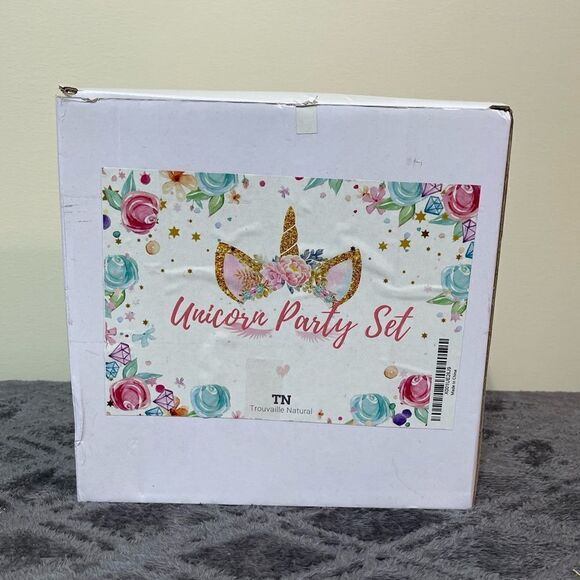 Unicorn Party Set
TN
Trouvaille Natural
Made in China